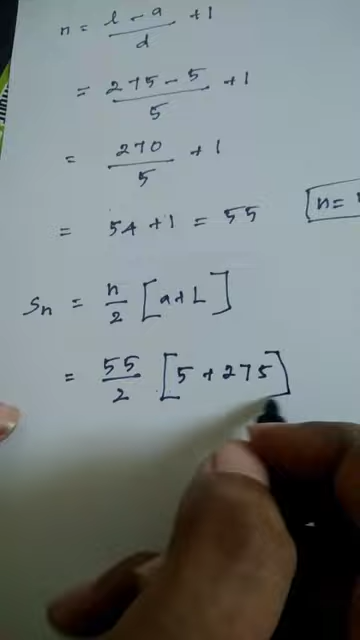 n = l - a / d + 1
= 275 - 5 / 5 + 1
= 270 / 5 + 1
= 54 + 1 = 55
n =
Sn = n/2 [a + L]
= 55/2 [5 + 275]